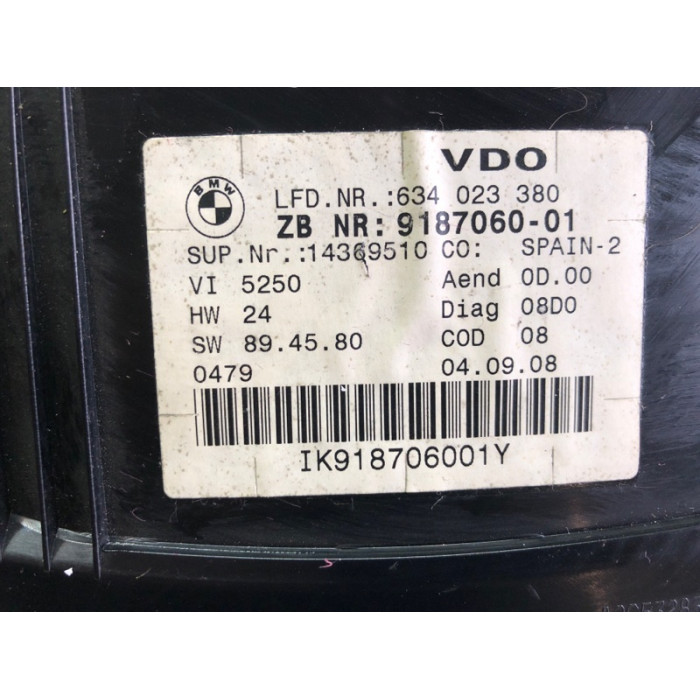 VDO
BMW
LFD.NR.:634 023 380
ZB NR: 9187060-01
SUP.Nr.:14369510 CO: SPAIN-2
VI 5250 Aend 0D.00
HW 24 Diag 08D0
SW 89.45.80 COD 08
0479 04.09.08
IK918706001Y